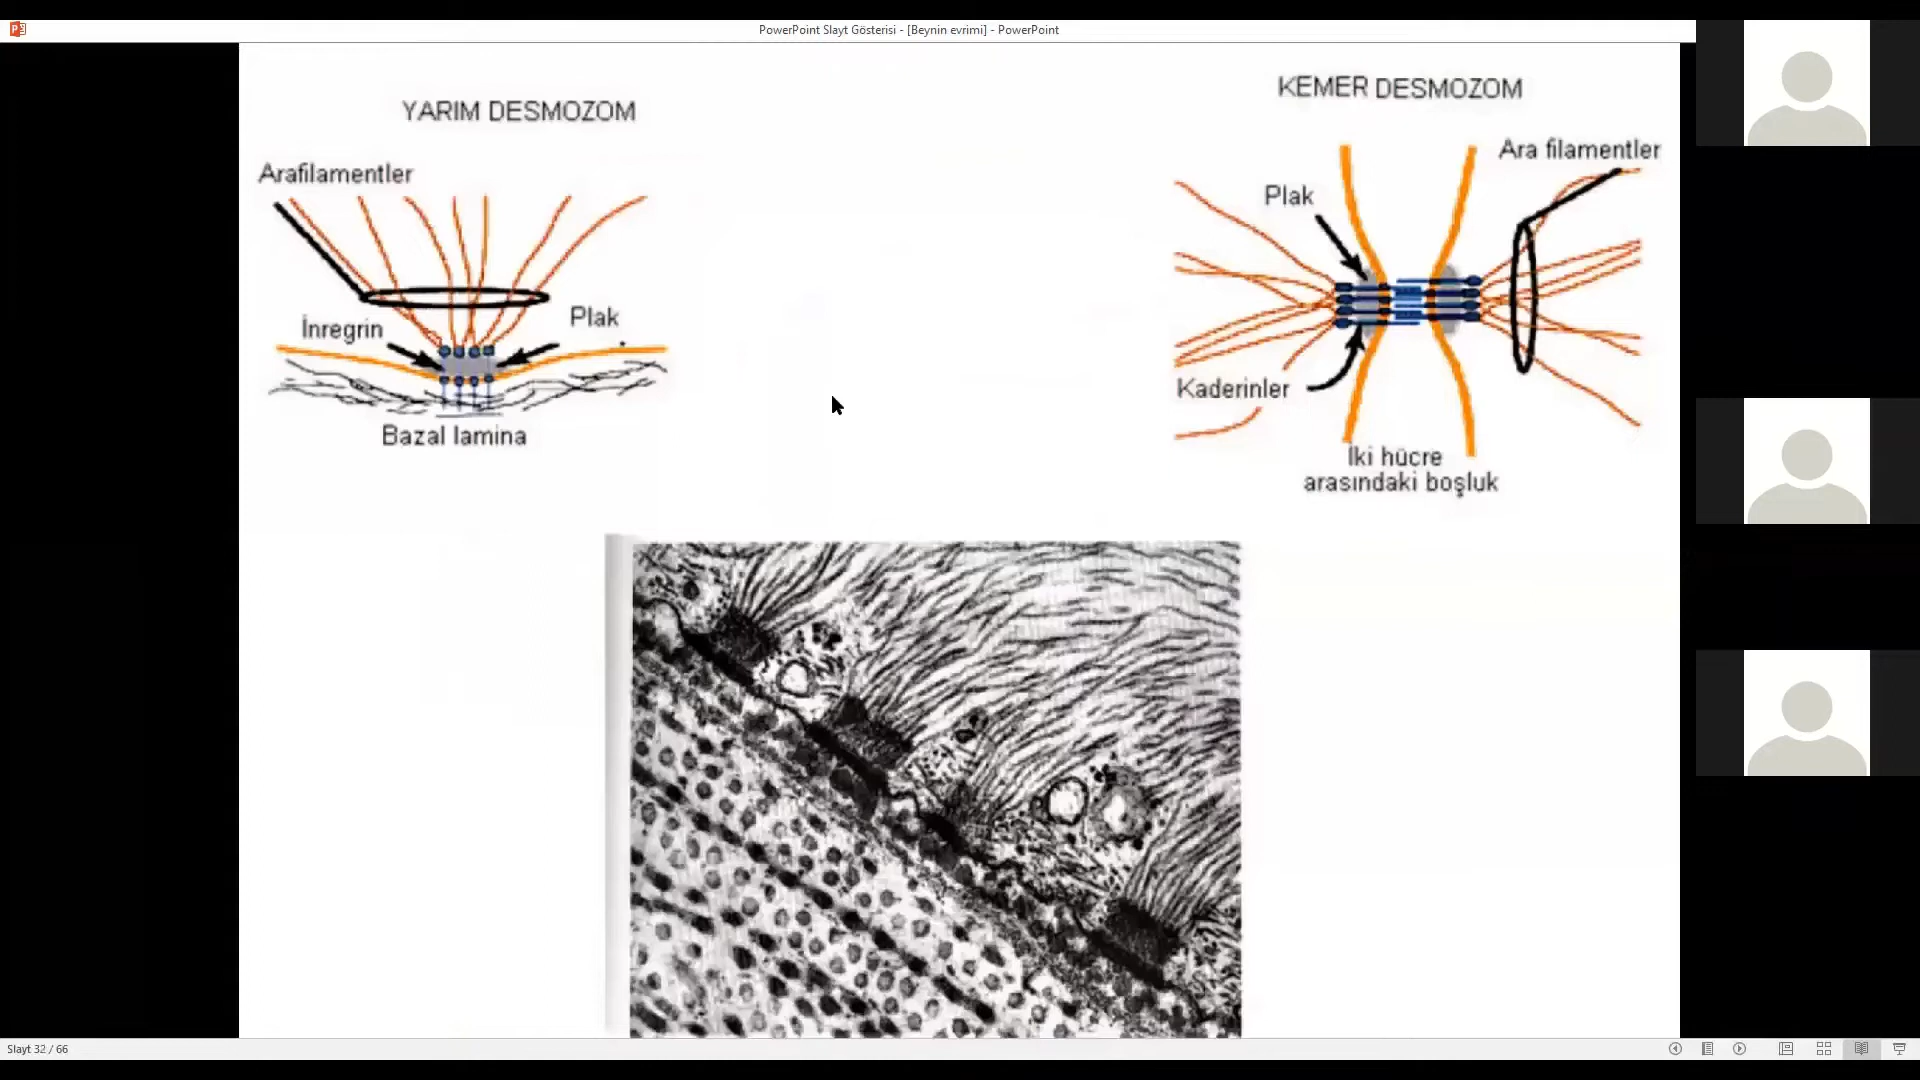 PowerPoint Slayt Gösterisi - [Beynin evrimi] - PowerPoint
YARIM DESMOZOM
Arafilamentler
İnregrin
Plak
Bazal lamina
KEMER DESMOZOM
Ara filamentler
Plak
Kaderinler
İki hücre
arasındaki boşluk
Slayt 32 / 66